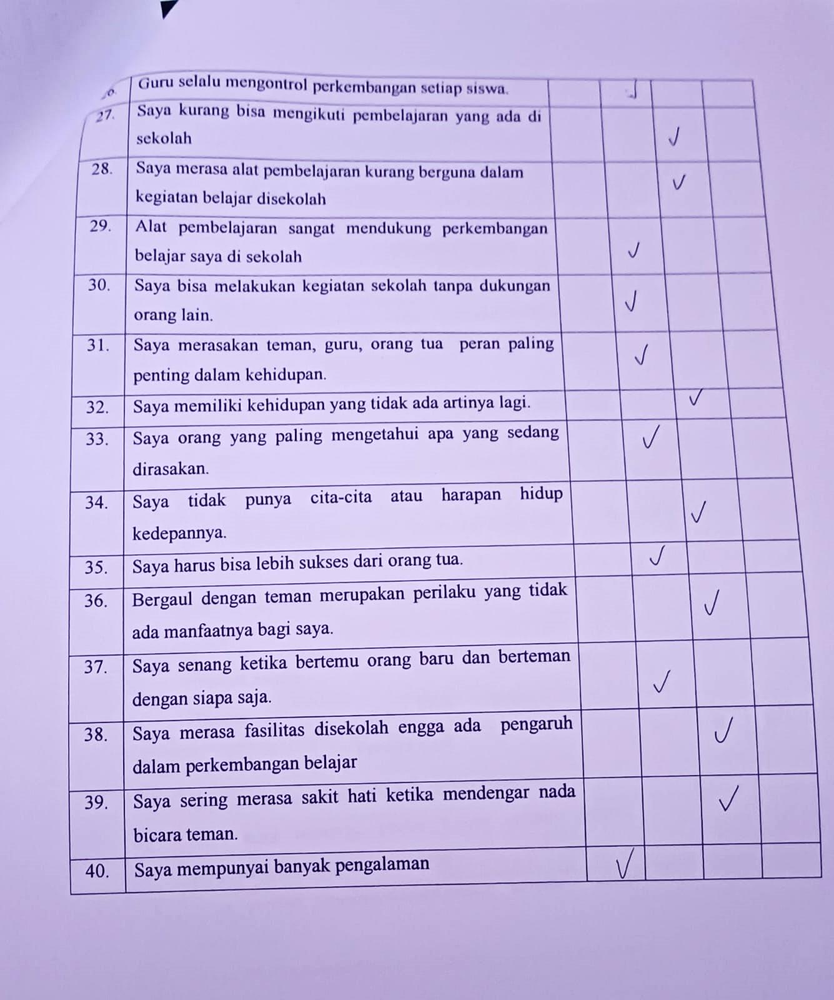 Guru selalu mengontrol perkembangan setiap siswa.
27. Saya kurang bisa mengikuti pembelajaran yang ada di
sekolah
28. Saya merasa alat pembelajaran kurang berguna dalam
kegiatan belajar disekolah
29. Alat pembelajaran sangat mendukung perkembangan
belajar saya di sekolah
30. Saya bisa melakukan kegiatan sekolah tanpa dukungan
orang lain.
31. Saya merasakan teman, guru, orang tua peran paling
penting dalam kehidupan.
32. Saya memiliki kehidupan yang tidak ada artinya lagi.
33. Saya orang yang paling mengetahui apa yang sedang
dirasakan.
34. Saya tidak punya cita-cita atau harapan hidup
kedepannya.
35. Saya harus bisa lebih sukses dari orang tua.
36. Bergaul dengan teman merupakan perilaku yang tidak
ada manfaatnya bagi saya.
37. Saya senang ketika bertemu orang baru dan berteman
dengan siapa saja.
38. Saya merasa fasilitas disekolah engga ada pengaruh
dalam perkembangan belajar
39. Saya sering merasa sakit hati ketika mendengar nada
bicara teman.
40. Saya mempunyai banyak pengalaman